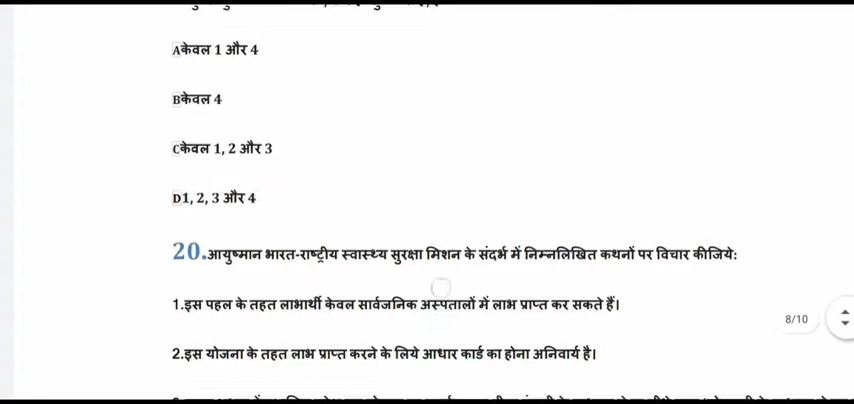 Aकेवल 1 और 4
Bकेवल 4
Cकेवल 1, 2 और 3
D1, 2, 3 और 4
20.आयुष्मान भारत-राष्ट्रीय स्वास्थ्य सुरक्षा मिशन के संदर्भ में निम्नलिखित कथनों पर विचार कीजिये:
1.इस पहल के तहत लाभार्थी केवल सार्वजनिक अस्पतालों में लाभ प्राप्त कर सकते हैं।
8/10
2.इस योजना के तहत लाभ प्राप्त करने के लिये आधार कार्ड का होना अनिवार्य है।